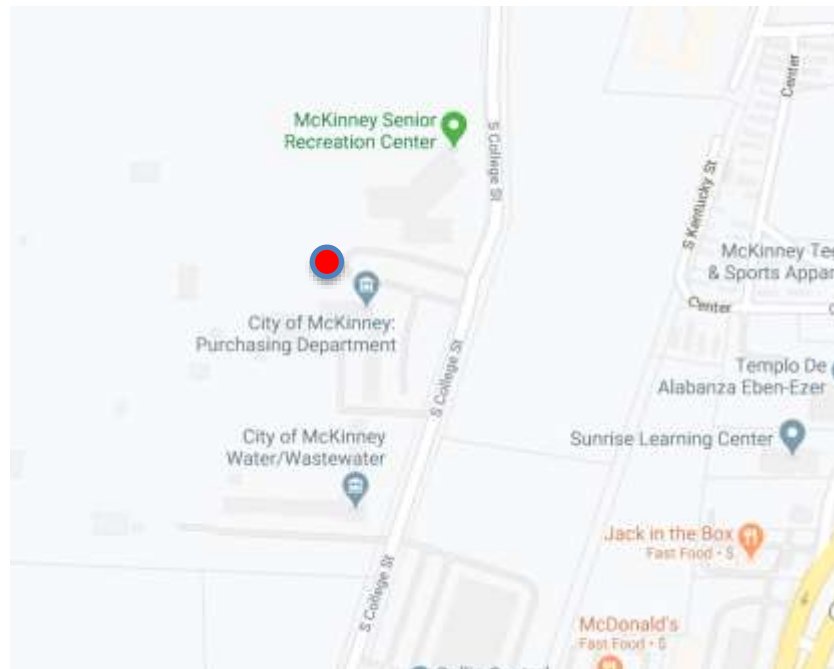 McKinney Senior
Recreation Center
S College St
Center
S Kentucky St
McKinney Tee
& Sports Appar
Center
City of McKinney:
Purchasing Department
S College St
Templo De
Alabanza Eben-Ezer
City of McKinney
Water/Wastewater
Sunrise Learning Center
Jack in the Box
Fast Food • $
S College St
McDonald's
Fast Food • $